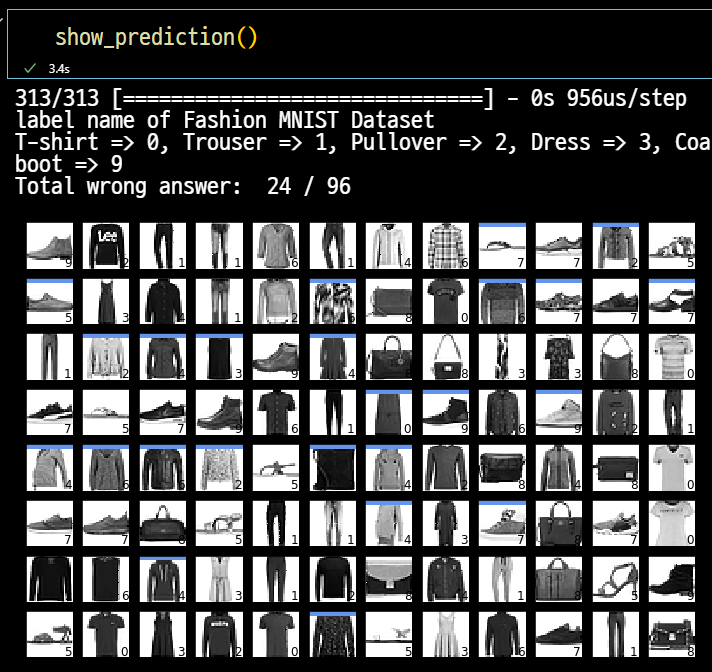 show_prediction()
3.4s
313/313 [==============================] - 0s 956us/step
label name of Fashion MNIST Dataset
T-shirt => 0, Trouser => 1, Pullover => 2, Dress => 3, Coa
boot => 9
Total wrong answer:  24 / 96
9 Lee 2 1 1 6 1 4 6 7 7 2 5
5 3 4 1 2 6 8 0 6 7 7 7
1 2 4 3 9 4 8 8 3 3 8 0
7 5 7 9 6 1 0 9 6 7 2 1
4 6 2 5 4 2 8 4 8 0
7 7 8 5 1 1 4 3 7 8 7 0
6 4 3 1 2 8 4 1 8 5 9
5 0 3 2 0 5 3 6 7 1 8